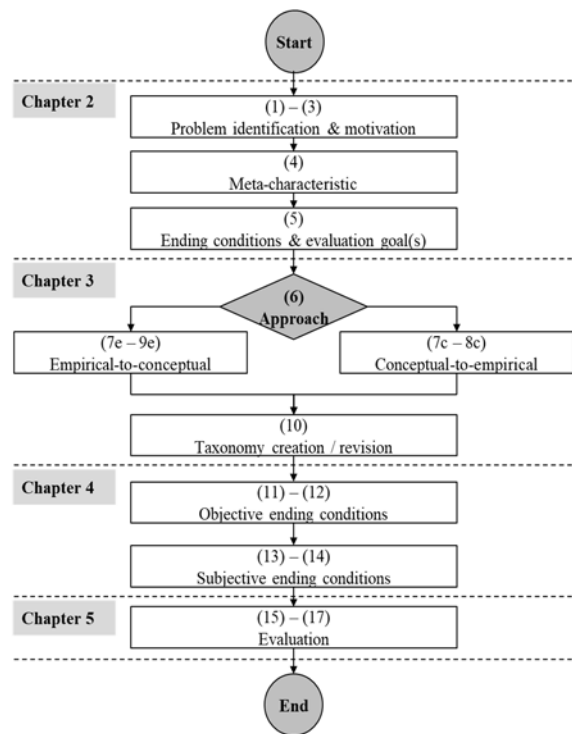 Start
Chapter 2
(1) – (3)
Problem identification & motivation
(4)
Meta-characteristic
(5)
Ending conditions & evaluation goal(s)
Chapter 3
(6)
Approach
(7e – 9e)
Empirical-to-conceptual
(7c – 8c)
Conceptual-to-empirical
(10)
Taxonomy creation / revision
Chapter 4
(11) – (12)
Objective ending conditions
(13) – (14)
Subjective ending conditions
Chapter 5
(15) – (17)
Evaluation
End